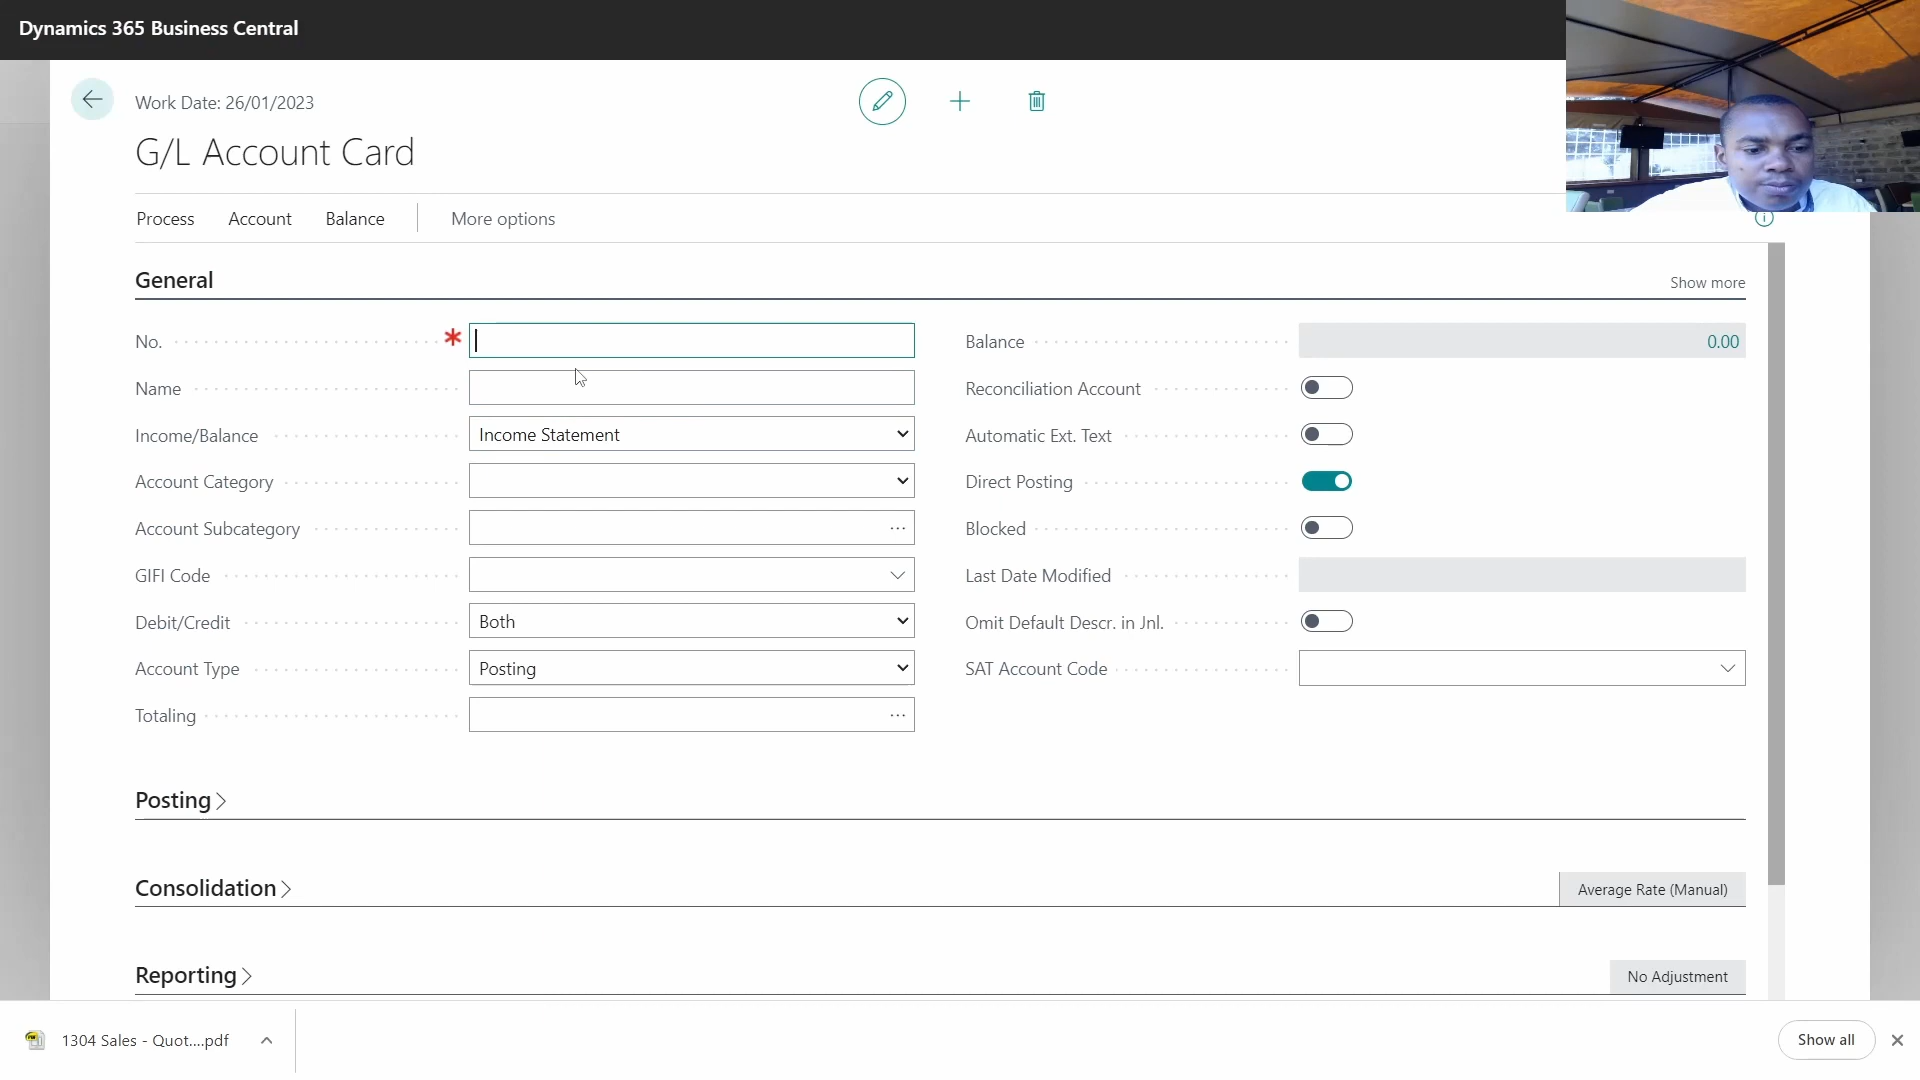 Dynamics 365 Business Central
Work Date: 26/01/2023
G/L Account Card
Process Account Balance More options
General Show more
No. * Balance 0.00
Name Reconciliation Account
Income/Balance Income Statement Automatic Ext. Text
Account Category Direct Posting
Account Subcategory ... Blocked
GIFI Code Last Date Modified
Debit/Credit Both Omit Default Descr. in Jnl.
Account Type Posting SAT Account Code
Totaling ...
Posting >
Consolidation > Average Rate (Manual)
Reporting > No Adjustment
1304 Sales - Quot....pdf Show all